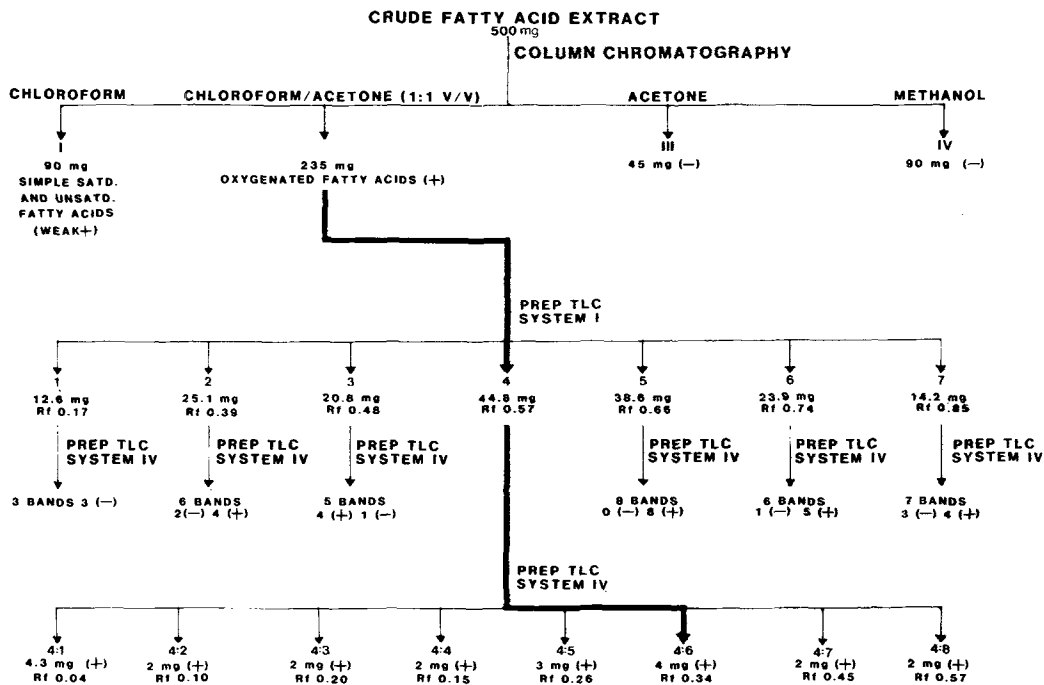 CRUDE FATTY ACID EXTRACT
500 mg
COLUMN CHROMATOGRAPHY
CHLOROFORM
CHLOROFORM/ACETONE (1:1 V/V)
ACETONE
METHANOL
I
90 mg
SIMPLE SATD.
AND UNSATD.
FATTY ACIDS
(WEAK+)
235 mg
OXYGENATED FATTY ACIDS (+)
III
45 mg (—)
IV
90 mg (—)
PREP TLC
SYSTEM I
1
12.6 mg
Rf 0.17
2
25.1 mg
Rf 0.39
3
20.8 mg
Rf 0.48
4
44.8 mg
Rf 0.57
5
38.6 mg
Rf 0.66
6
23.9 mg
Rf 0.74
7
14.2 mg
Rf 0.85
PREP TLC
SYSTEM IV
PREP TLC
SYSTEM IV
PREP TLC
SYSTEM IV
PREP TLC
SYSTEM IV
PREP TLC
SYSTEM IV
PREP TLC
SYSTEM IV
3 BANDS 3 (—)
6 BANDS
2(—) 4 (+)
5 BANDS
4 (+) 1 (—)
8 BANDS
0 (—) 8 (+)
6 BANDS
1 (—) 5 (+)
7 BANDS
3 (—) 4 (+)
PREP TLC
SYSTEM IV
4:1
4.3 mg (+)
Rf 0.04
4:2
2 mg (+)
Rf 0.10
4:3
2 mg (+)
Rf 0.20
4:4
2 mg (+)
Rf 0.15
4:5
3 mg (+)
Rf 0.26
4:6
4 mg (+)
Rf 0.34
4:7
2 mg (+)
Rf 0.45
4:8
2 mg (+)
Rf 0.57